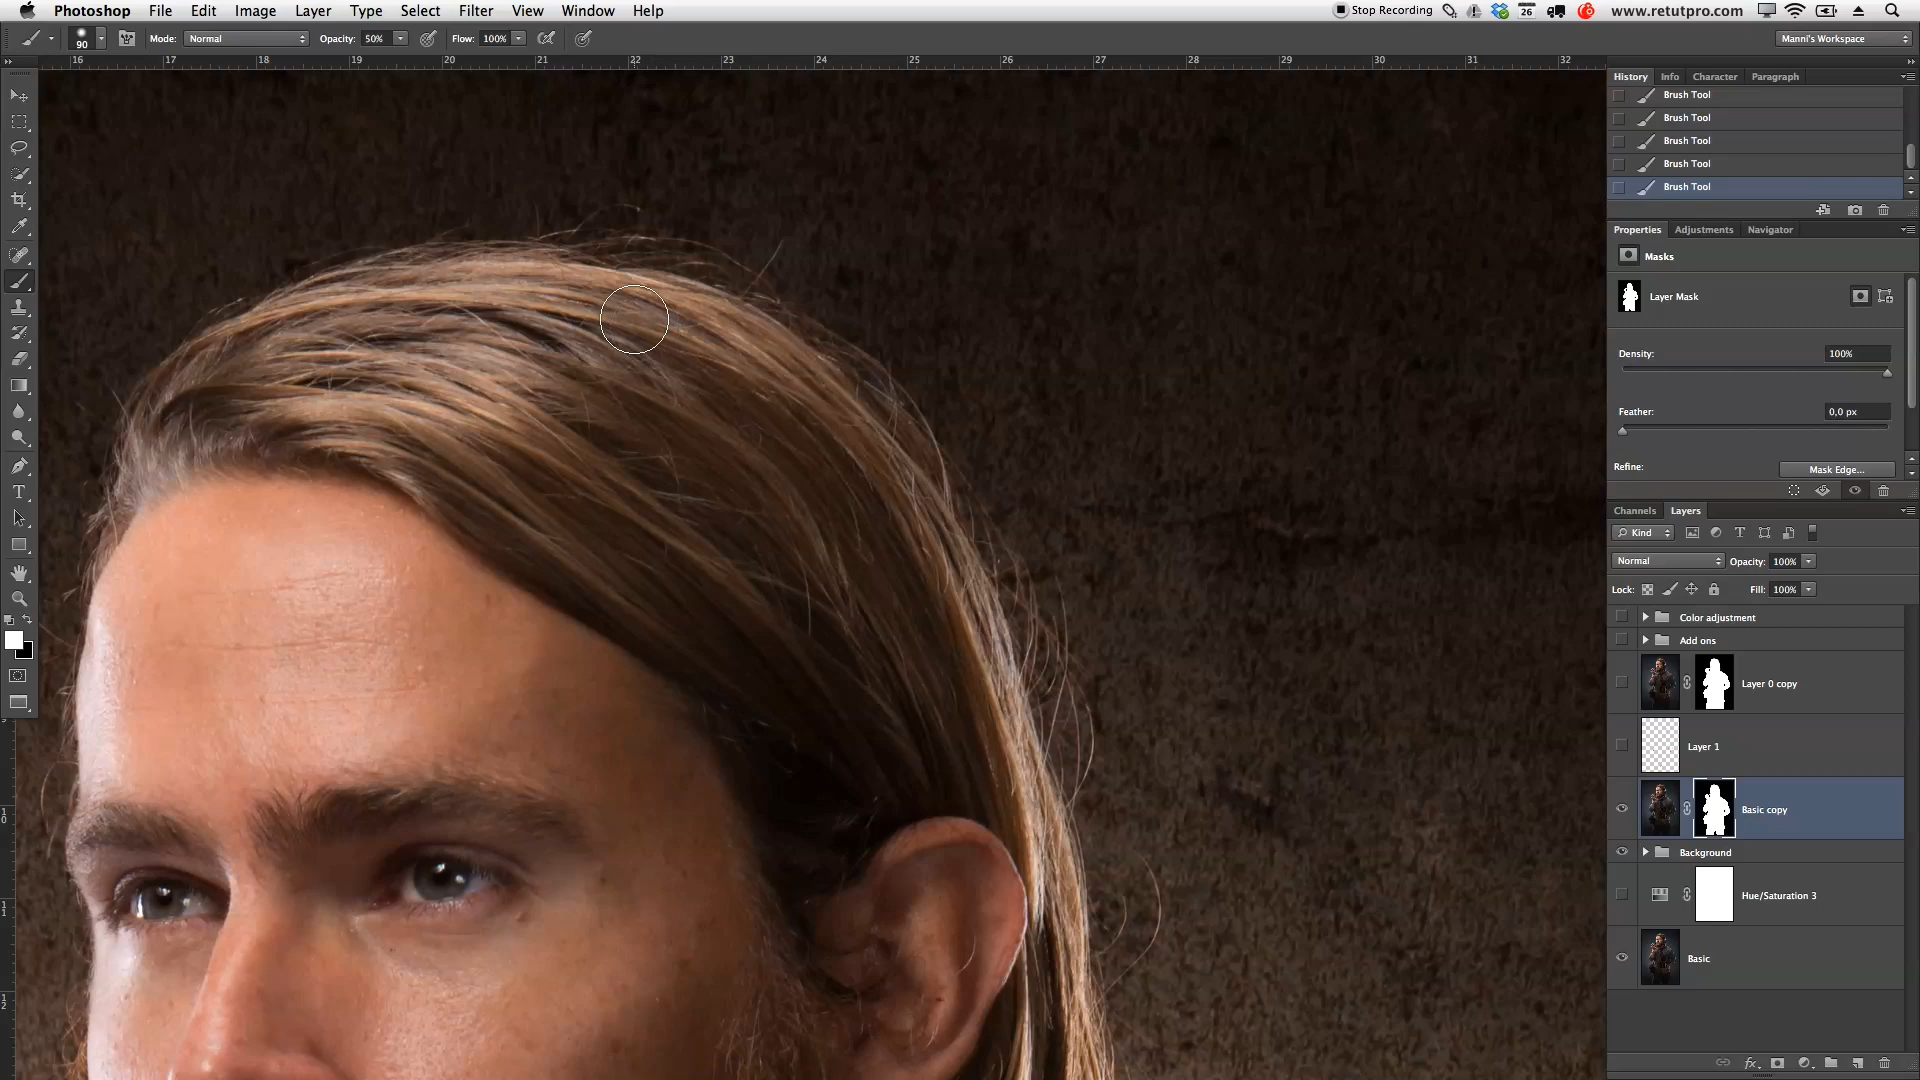 Photoshop File Edit Image Layer Type Select Filter View Window Help Stop Recording 26 www.retutpro.com
90 Mode: Normal Opacity: 50% Flow: 100% Manni's Workspace
16 17 18 19 20 21 22 23 24 25 26 27 28 29 30 31 32
History Info Character Paragraph
Brush Tool
Brush Tool
Brush Tool
Brush Tool
Brush Tool
Properties Adjustments Navigator
Masks
Layer Mask
Density: 100%
Feather: 0,0 px
Refine: Mask Edge...
Channels Layers
Kind
Normal Opacity: 100%
Lock: Fill: 100%
Color adjustment
Add ons
Layer 0 copy
Layer 1
Basic copy
Background
Hue/Saturation 3
Basic
fx
10
11
12